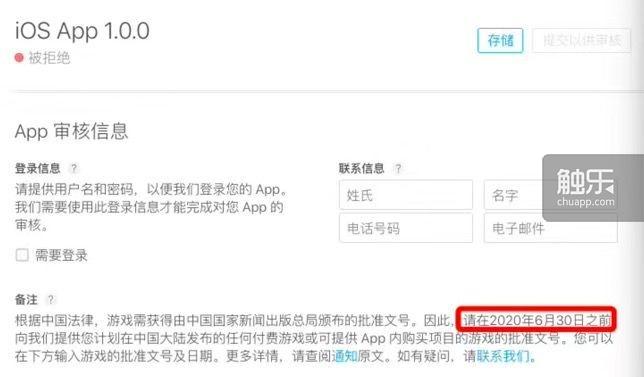 iOS App 1.0.0
存储
提交以供审核
被拒绝
App 审核信息
登录信息 ?
联系信息 ?
请提供用户名和密码，以便我们登录您的 App。
我们需要使用此登录信息才能完成对您 App 的
审核。
姓氏
名字
电话号码
电子邮件
需要登录
触乐
chuapp.com
备注 ?
根据中国法律，游戏需获得由中国国家新闻出版总局颁布的批准文号。因此，请在2020年6月30日之前
向我们提供您计划在中国大陆发布的任何付费游戏或可提供 App 内购买项目的游戏的批准文号。您可以
在下方输入游戏的批准文号及日期。更多详情，请查阅通知原文。如有疑问，请联系我们。